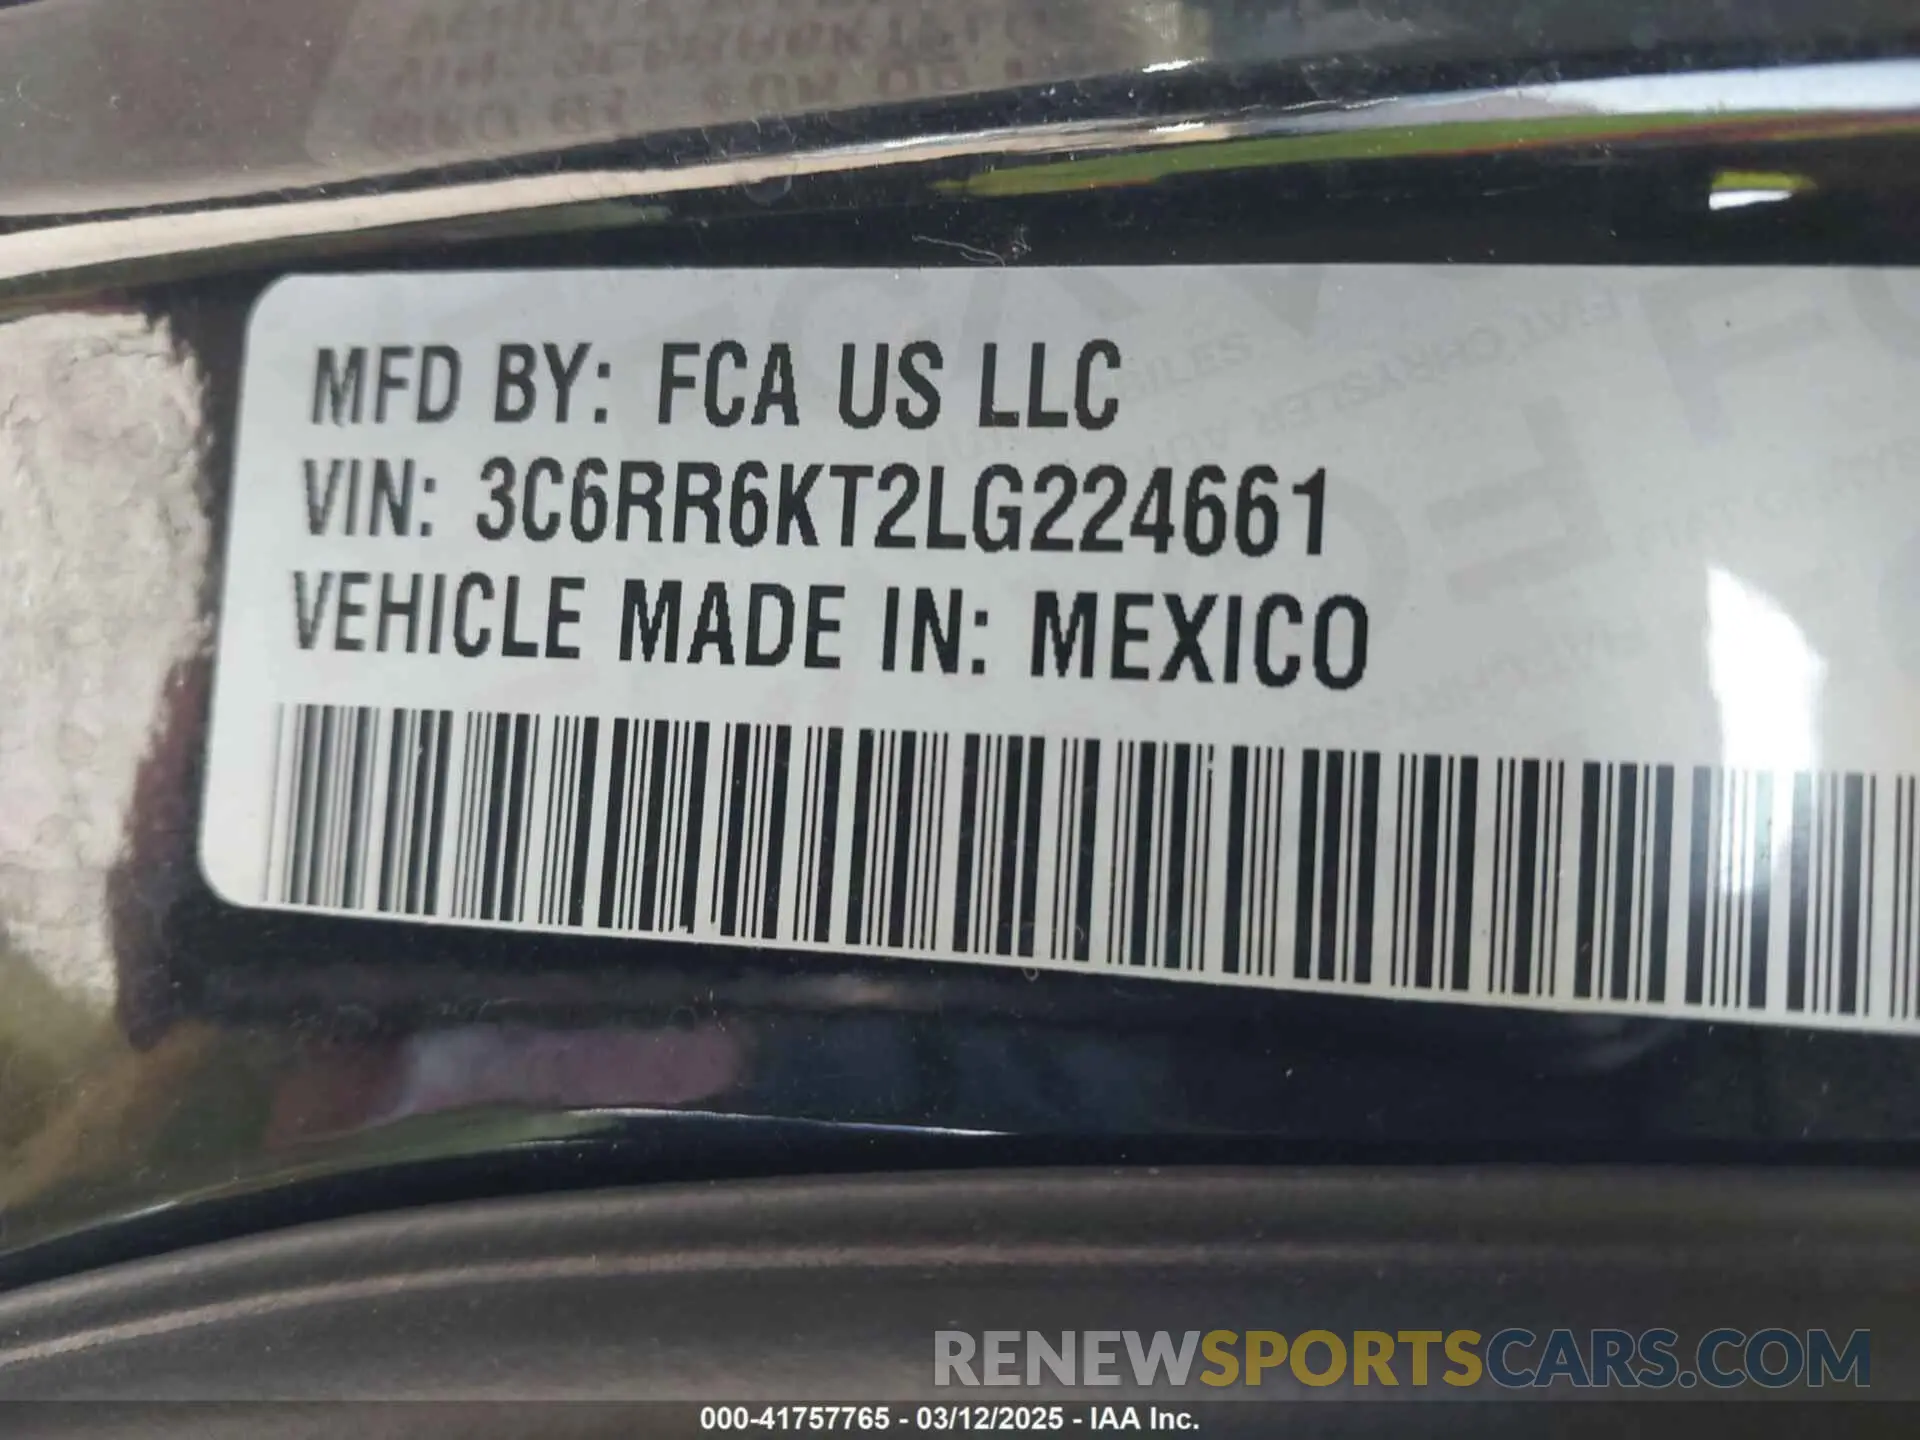 MFD BY: FCA US LLC
VIN: 3C6RR6KT2LG224661
VEHICLE MADE IN: MEXICO
RENEWSPORTSCARS.COM
000-41757765 - 03/12/2025 - IAA Inc.